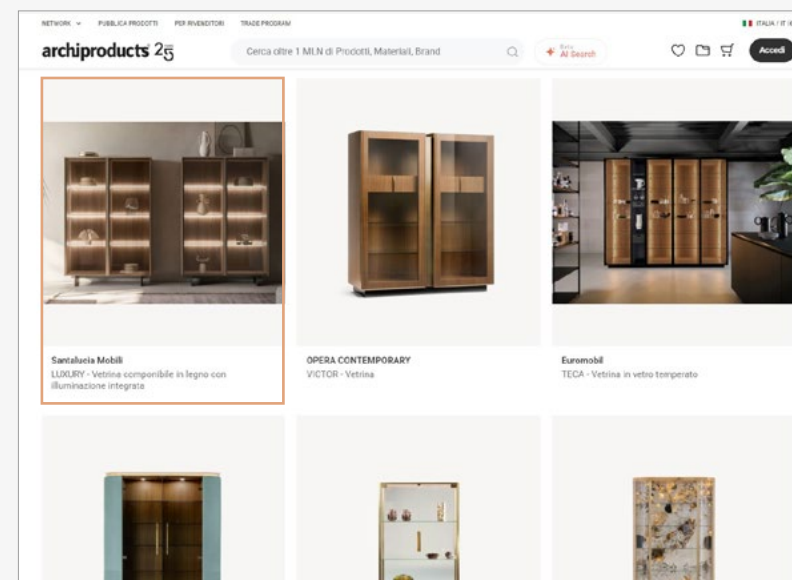 NETWORK PUBBLICA PRODOTTI PER RIVENDITORI TRADE PROGRAM
ITALIA / IT /
archiproducts 25
Cerca oltre 1 MLN di Prodotti, Materiali, Brand
Beta
AI Search
Accedi
Santalucia Mobili
LUXURY - Vetrina componibile in legno con
illuminazione integrata
OPERA CONTEMPORARY
VICTOR - Vetrina
Euromobil
TECA - Vetrina in vetro temperato